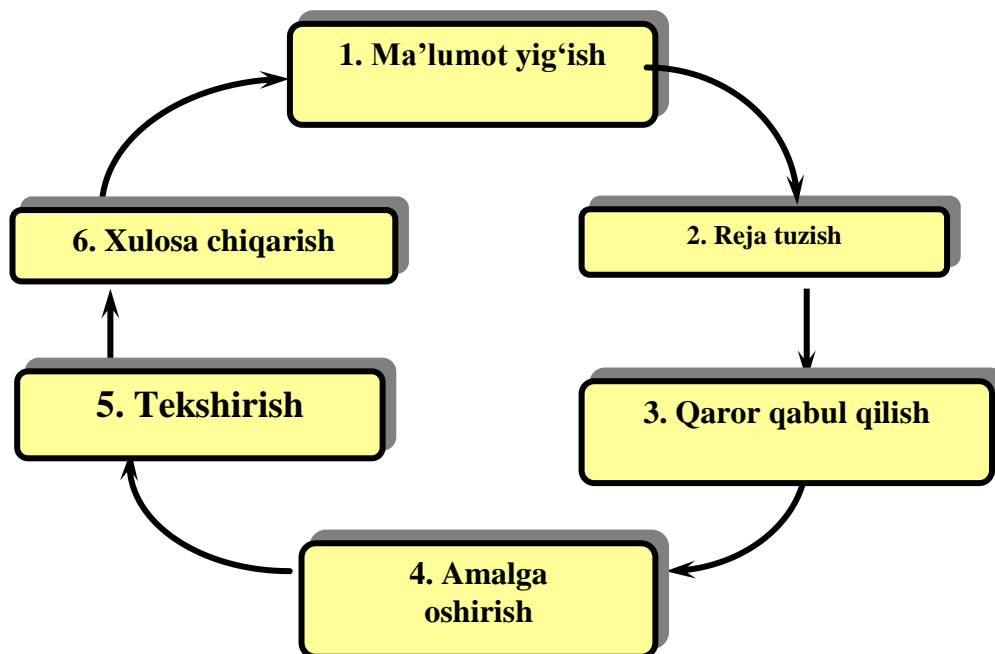 1. Ma’lumot yig‘ish
2. Reja tuzish
3. Qaror qabul qilish
4. Amalga
oshirish
5. Tekshirish
6. Xulosa chiqarish